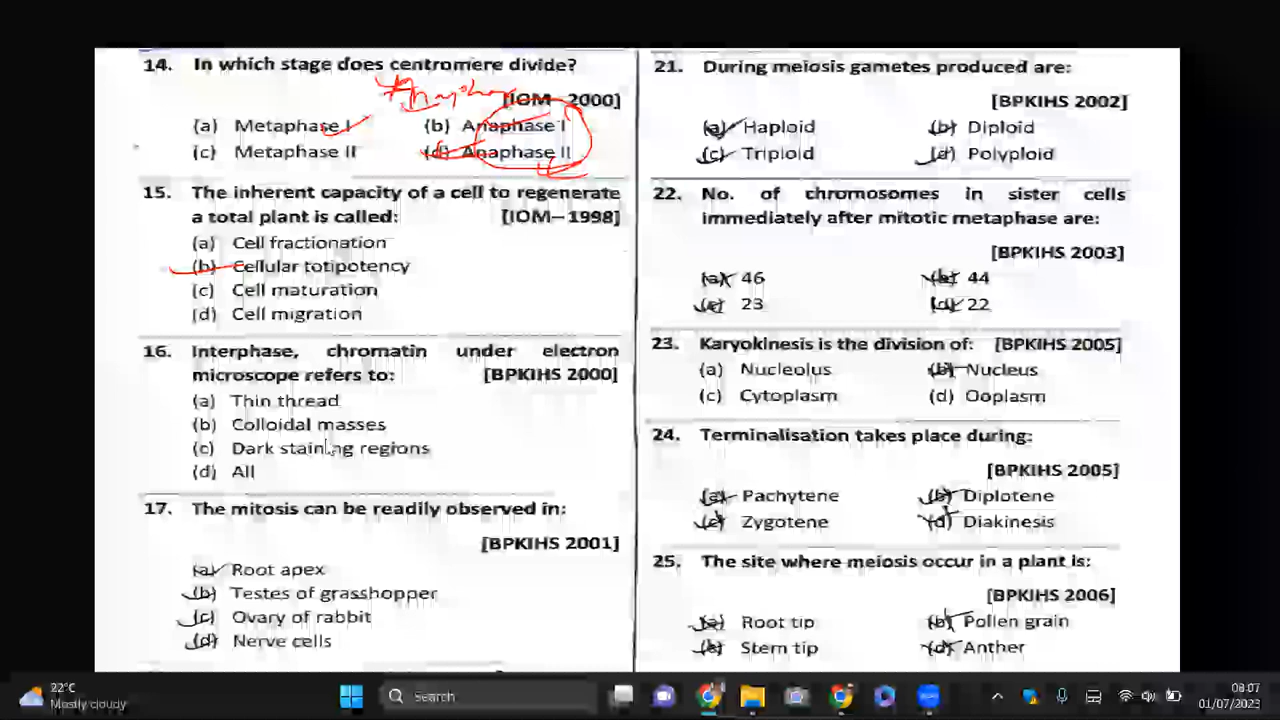 14. In which stage does centromere divide?
Anaphase
[IOM-2000]
(a) Metaphase I (b) Anaphase I
(c) Metaphase II (d) Anaphase II
15. The inherent capacity of a cell to regenerate
a total plant is called: [IOM-1998]
(a) Cell fractionation
(b) Cellular totipotency
(c) Cell maturation
(d) Cell migration
16. Interphase, chromatin under electron
microscope refers to: [BPKIHS 2000]
(a) Thin thread
(b) Colloidal masses
(c) Dark staining regions
(d) All
17. The mitosis can be readily observed in:
[BPKIHS 2001]
(a) Root apex
(b) Testes of grasshopper
(c) Ovary of rabbit
(d) Nerve cells
21. During meiosis gametes produced are:
[BPKIHS 2002]
(a) Haploid (b) Diploid
(c) Triploid (d) Polyploid
22. No. of chromosomes in sister cells
immediately after mitotic metaphase are:
[BPKIHS 2003]
(a) 46 (b) 44
(c) 23 (d) 22
23. Karyokinesis is the division of: [BPKIHS 2005]
(a) Nucleolus (b) Nucleus
(c) Cytoplasm (d) Ooplasm
24. Terminalisation takes place during:
[BPKIHS 2005]
(a) Pachytene (b) Diplotene
(c) Zygotene (d) Diakinesis
25. The site where meiosis occur in a plant is:
[BPKIHS 2006]
(a) Root tip (b) Pollen grain
Stem tip (d) Anther
22°C
Mostly cloudy
Search
08:07
01/07/2023